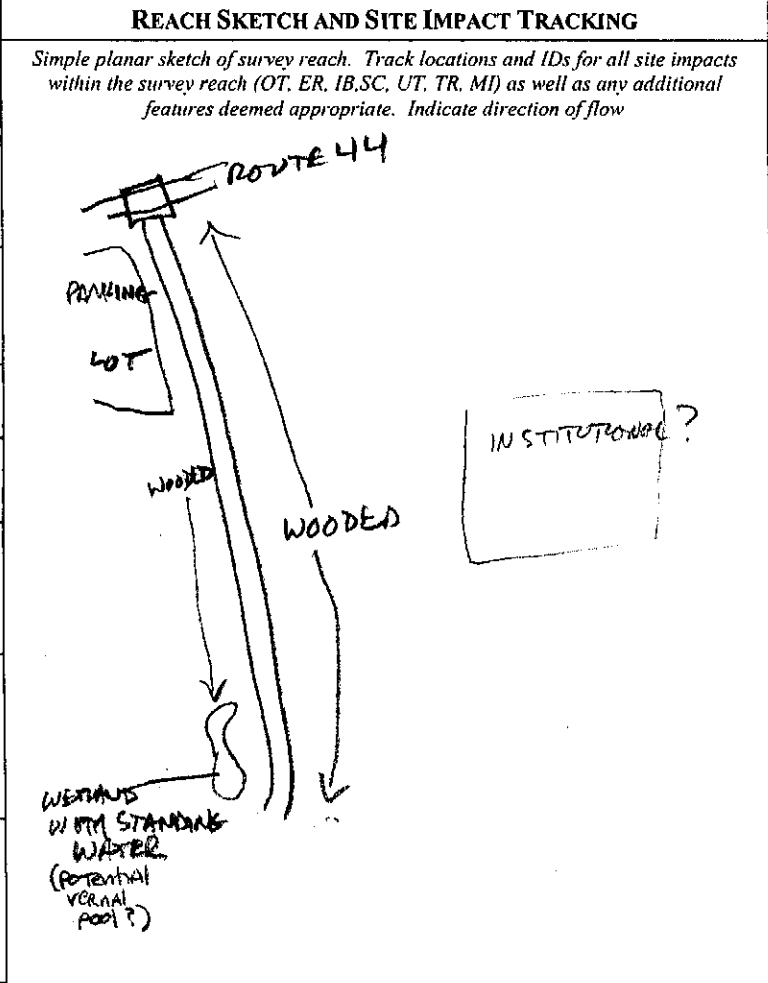 REACH SKETCH AND SITE IMPACT TRACKING
Simple planar sketch of survey reach. Track locations and IDs for all site impacts
within the survey reach (OT, ER, IB,SC, UT, TR, MI) as well as any additional
features deemed appropriate. Indicate direction of flow
ROUTE 44
PARKING
LOT
INSTITUTIONAL ?
WOODED
WOODED
WETLAND
WITH STANDING
WATER
(POTENTIAL
VERNAL
POOL ?)